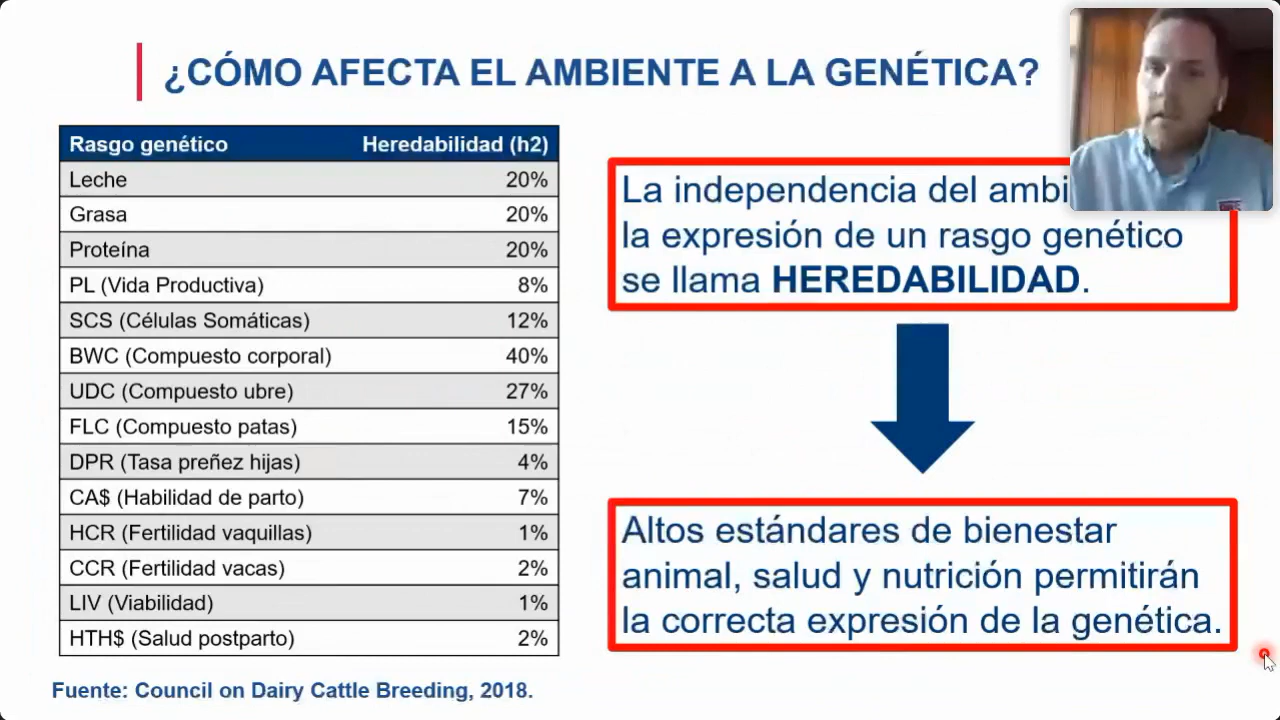 ¿CÓMO AFECTA EL AMBIENTE A LA GENÉTICA?
Rasgo genético Heredabilidad (h2)
Leche 20%
Grasa 20%
Proteína 20%
PL (Vida Productiva) 8%
SCS (Células Somáticas) 12%
BWC (Compuesto corporal) 40%
UDC (Compuesto ubre) 27%
FLC (Compuesto patas) 15%
DPR (Tasa preñez hijas) 4%
CA$ (Habilidad de parto) 7%
HCR (Fertilidad vaquillas) 1%
CCR (Fertilidad vacas) 2%
LIV (Viabilidad) 1%
HTH$ (Salud postparto) 2%
Fuente: Council on Dairy Cattle Breeding, 2018.
La independencia del
la expresión de un rasgo genético
se llama HEREDABILIDAD.
Altos estándares de bienestar
animal, salud y nutrición permitirán
la correcta expresión de la genética.